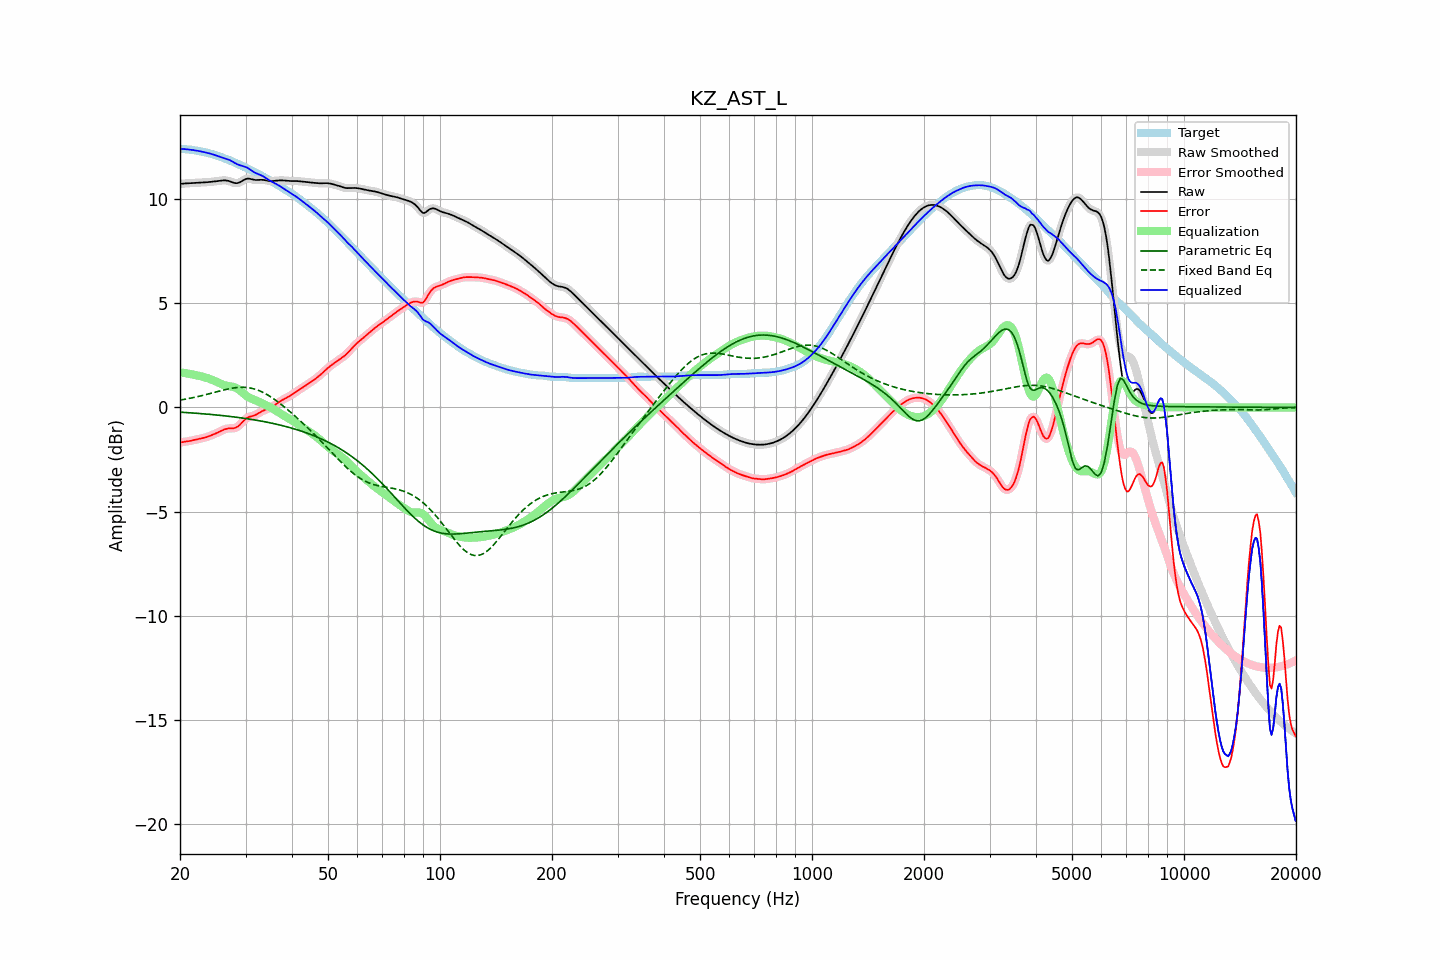 KZ_AST_L
Target
Raw Smoothed
Error Smoothed
Raw
Error
Equalization
Parametric Eq
Fixed Band Eq
Equalized
Amplitude (dBr)
10
5
0
−5
−10
−15
−20
20 50 100 200 500 1000 2000 5000 10000 20000
Frequency (Hz)